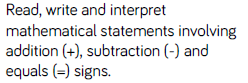 Read, write and interpret
mathematical statements involving
addition (+), subtraction (-) and
equals (=) signs.